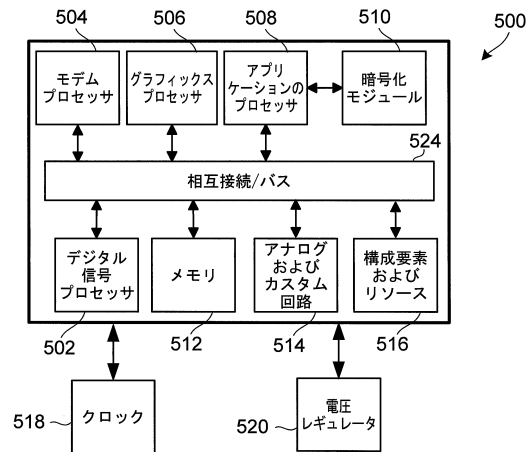 504
506
508
510
500
モデム
プロセッサ
グラフィックス
プロセッサ
アプリ
ケーションの
プロセッサ
暗号化
モジュール
524
相互接続/バス
デジタル
信号
プロセッサ
メモリ
アナログ
および
カスタム
回路
構成要素
および
リソース
502
512
514
516
518
クロック
520
電圧
レギュレータ